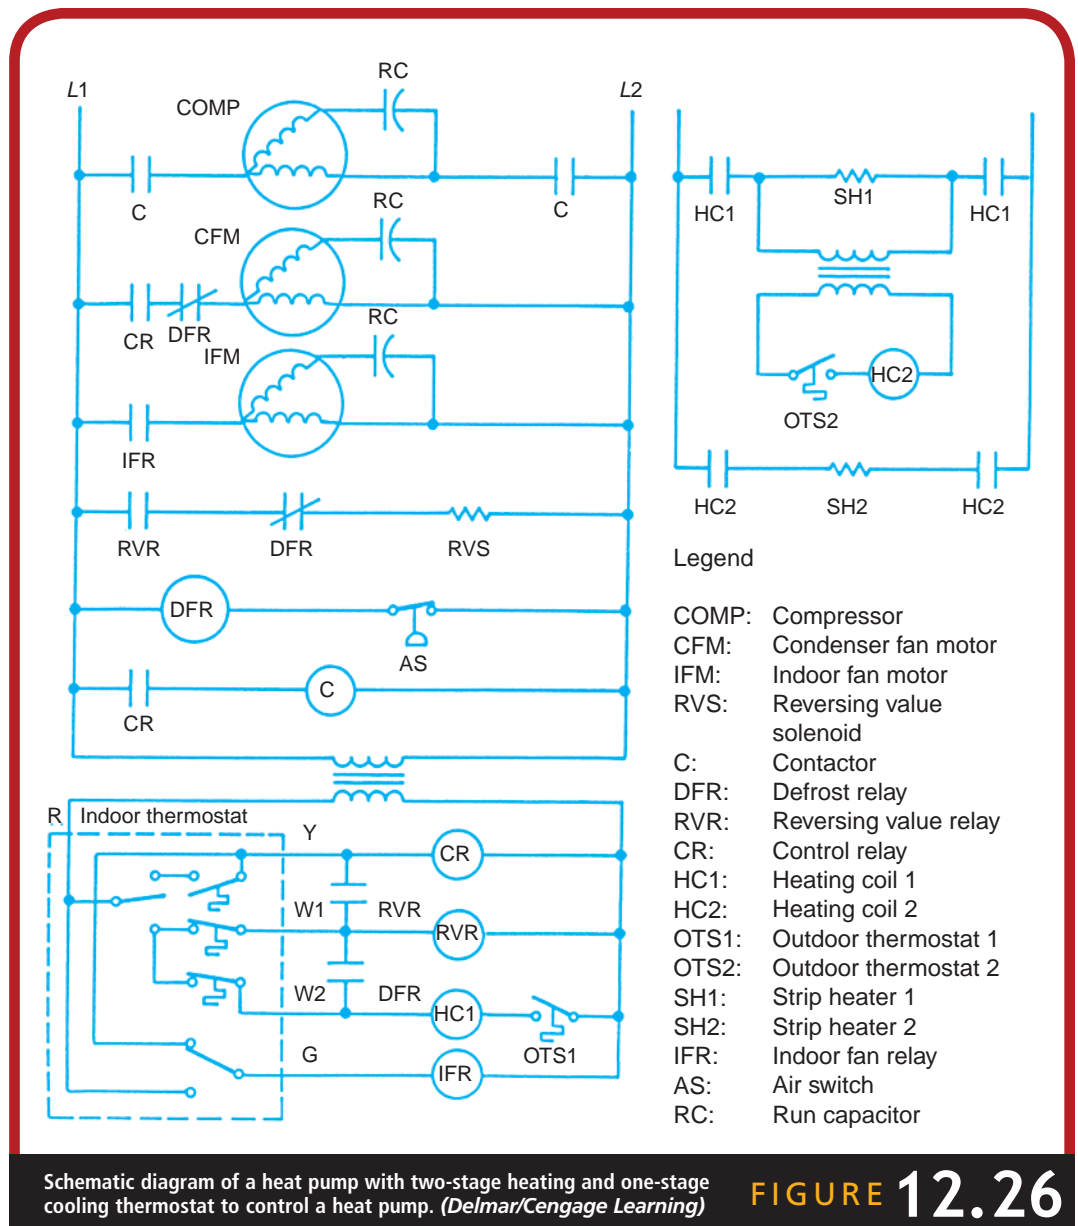 L1
RC
L2
COMP
C
C
HC1
SH1
HC1
RC
CFM
CR
DFR
RC
IFM
IFR
HC2
OTS2
HC2
SH2
HC2
RVR
DFR
RVS
DFR
AS
CR
C
R
Indoor thermostat
Y
CR
W1
RVR
RVR
W2
DFR
HC1
OTS1
G
IFR
Legend
COMP: Compressor
CFM: Condenser fan motor
IFM: Indoor fan motor
RVS: Reversing value
solenoid
C: Contactor
DFR: Defrost relay
RVR: Reversing value relay
CR: Control relay
HC1: Heating coil 1
HC2: Heating coil 2
OTS1: Outdoor thermostat 1
OTS2: Outdoor thermostat 2
SH1: Strip heater 1
SH2: Strip heater 2
IFR: Indoor fan relay
AS: Air switch
RC: Run capacitor
Schematic diagram of a heat pump with two-stage heating and one-stage
cooling thermostat to control a heat pump. (Delmar/Cengage Learning)
FIGURE 12.26